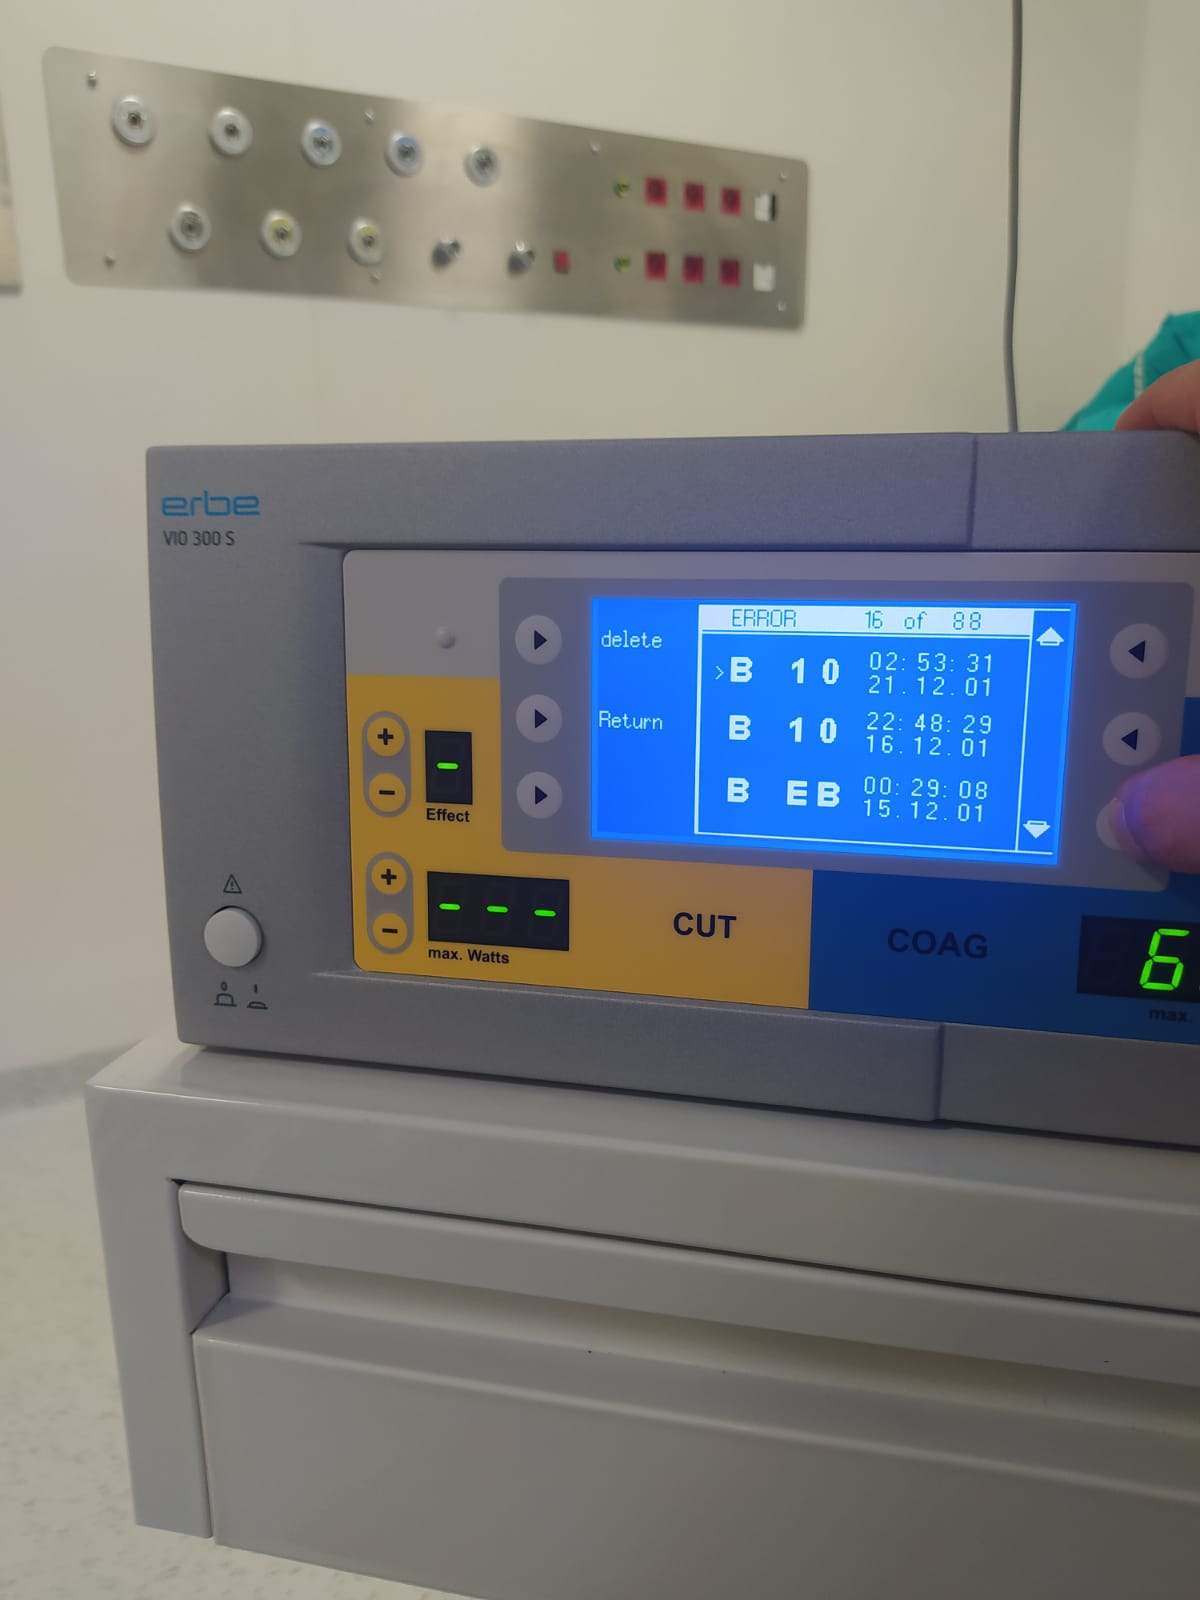 erbe
VIO 300 S
delete
Return
ERROR 16 of 88
>B 10 02:53:31
21.12.01
B 10 22:48:29
16.12.01
B EB 00:29:08
15.12.01
+
-
-
Effect
+
-
- - -
max. Watts
CUT
COAG
6
max.
0 I